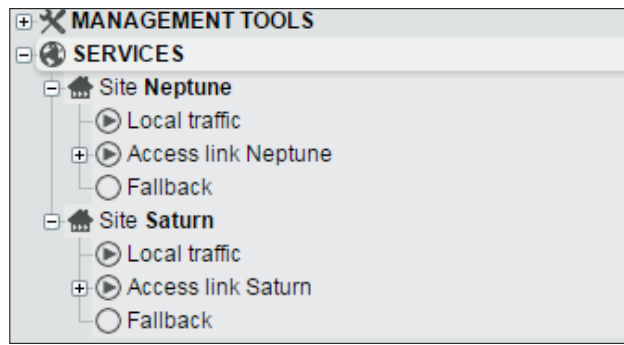 MANAGEMENT TOOLS
SERVICES
Site Neptune
Local traffic
Access link Neptune
Fallback
Site Saturn
Local traffic
Access link Saturn
Fallback